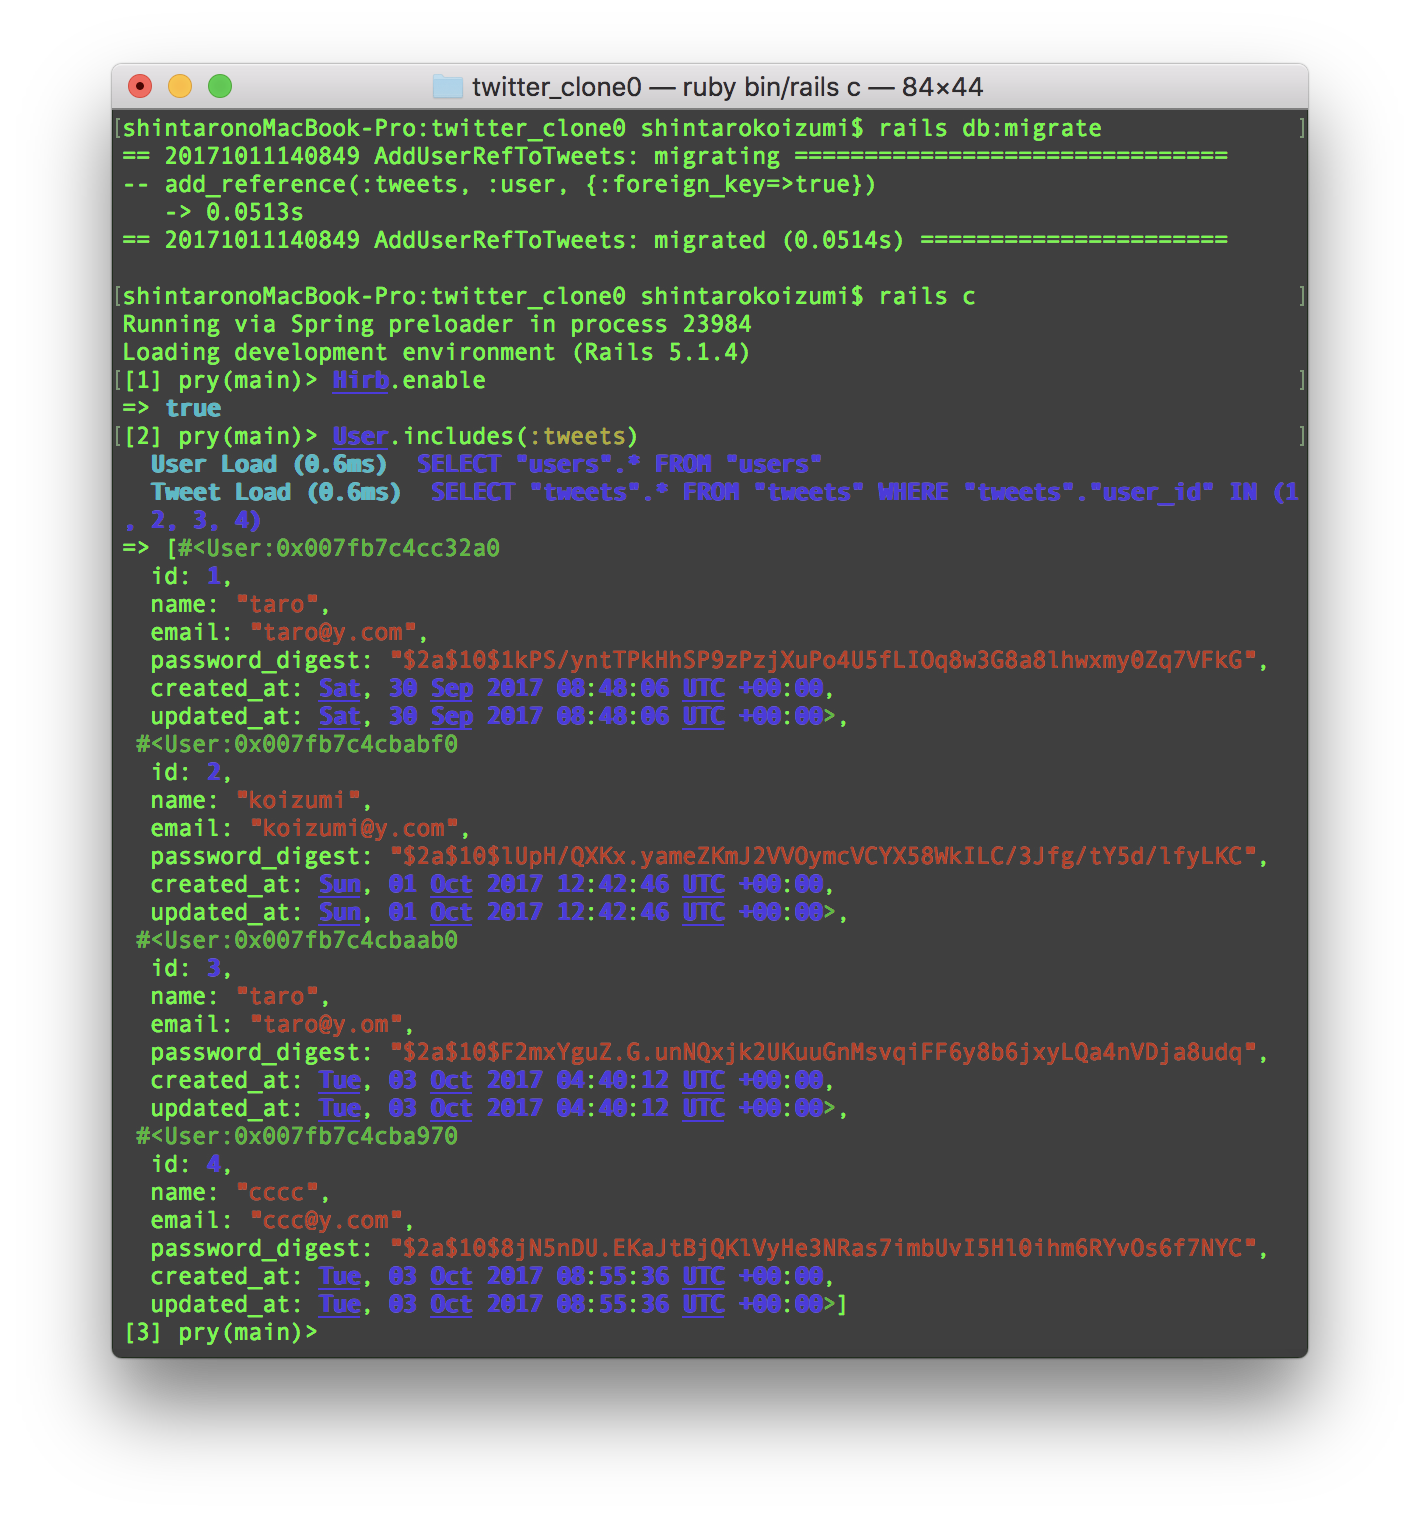 twitter_clone0 — ruby bin/rails c — 84×44
[shintaronoMacBook-Pro:twitter_clone0 shintarokoizumi$ rails db:migrate ]
== 20171011140849 AddUserRefToTweets: migrating ===============================
-- add_reference(:tweets, :user, {:foreign_key=>true})
-> 0.0513s
== 20171011140849 AddUserRefToTweets: migrated (0.0514s) ======================
[shintaronoMacBook-Pro:twitter_clone0 shintarokoizumi$ rails c ]
Running via Spring preloader in process 23984
Loading development environment (Rails 5.1.4)
[[1] pry(main)> Hirb.enable ]
=> true
[[2] pry(main)> User.includes(:tweets) ]
User Load (0.6ms)  SELECT "users".* FROM "users"
Tweet Load (0.6ms)  SELECT "tweets".* FROM "tweets" WHERE "tweets"."user_id" IN (1
, 2, 3, 4)
=> [#<User:0x007fb7c4cc32a0
id: 1,
name: "taro",
email: "taro@y.com",
password_digest: "$2a$10$1kPS/yntTPkHhSP9zPzjXuPo4U5fLIOq8w3G8a8lhwxmy0Zq7VFkG",
created_at: Sat, 30 Sep 2017 08:48:06 UTC +00:00,
updated_at: Sat, 30 Sep 2017 08:48:06 UTC +00:00>,
#<User:0x007fb7c4cbabf0
id: 2,
name: "koizumi",
email: "koizumi@y.com",
password_digest: "$2a$10$lUpH/QXKx.yameZKmJ2VVOymcVCYX58WkILC/3Jfg/tY5d/lfyLKC",
created_at: Sun, 01 Oct 2017 12:42:46 UTC +00:00,
updated_at: Sun, 01 Oct 2017 12:42:46 UTC +00:00>,
#<User:0x007fb7c4cbaab0
id: 3,
name: "taro",
email: "taro@y.om",
password_digest: "$2a$10$F2mxYguZ.G.unNQxjk2UKuuGnMsvqiFF6y8b6jxyLQa4nVDja8udq",
created_at: Tue, 03 Oct 2017 04:40:12 UTC +00:00,
updated_at: Tue, 03 Oct 2017 04:40:12 UTC +00:00>,
#<User:0x007fb7c4cba970
id: 4,
name: "cccc",
email: "ccc@y.com",
password_digest: "$2a$10$8jN5nDU.EKaJtBjQKlVyHe3NRas7imbUvI5Hl0ihm6RYvOs6f7NYC",
created_at: Tue, 03 Oct 2017 08:55:36 UTC +00:00,
updated_at: Tue, 03 Oct 2017 08:55:36 UTC +00:00>]
[3] pry(main)>